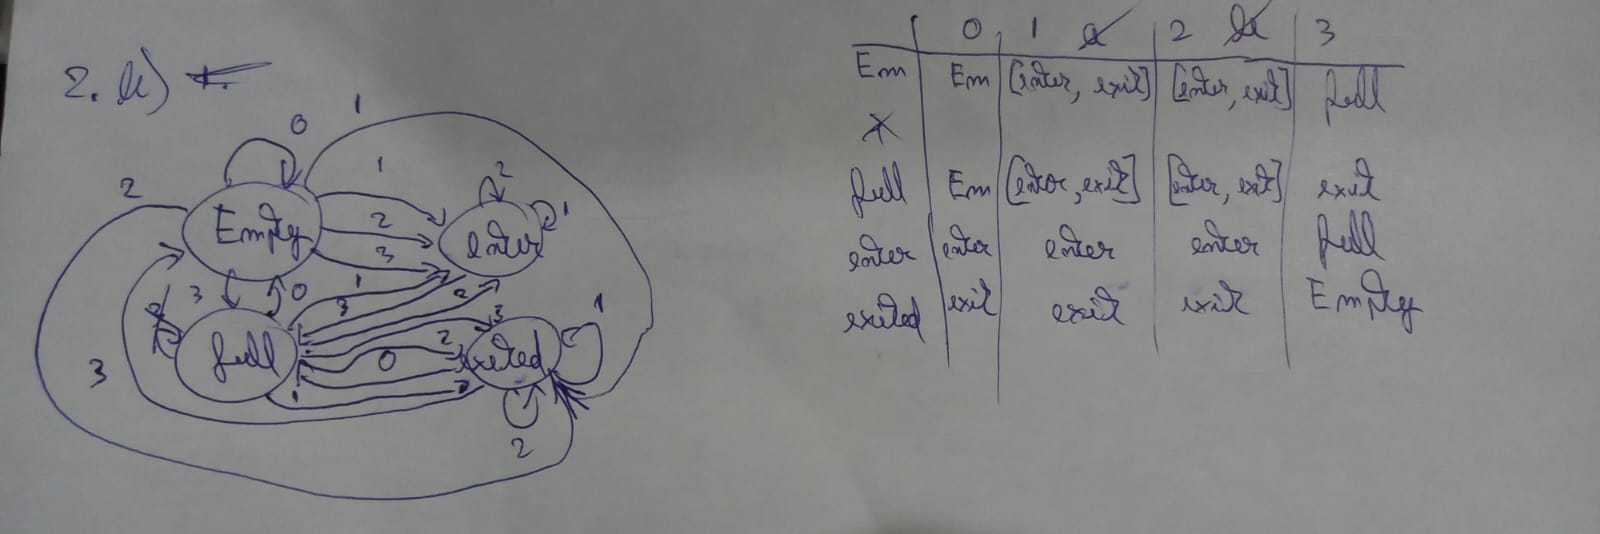 2. b)
0
1
2
1
2
1
Empty
2
enter
3
3
0
1
3
2
3
full
2
exited
1
0
3
1
2
0 1 2 3
Em Em [enter, exit] [enter, exit] full
full Em [enter, exit] [enter, exit] exit
enter enter enter enter full
exited exit exit exit Empty